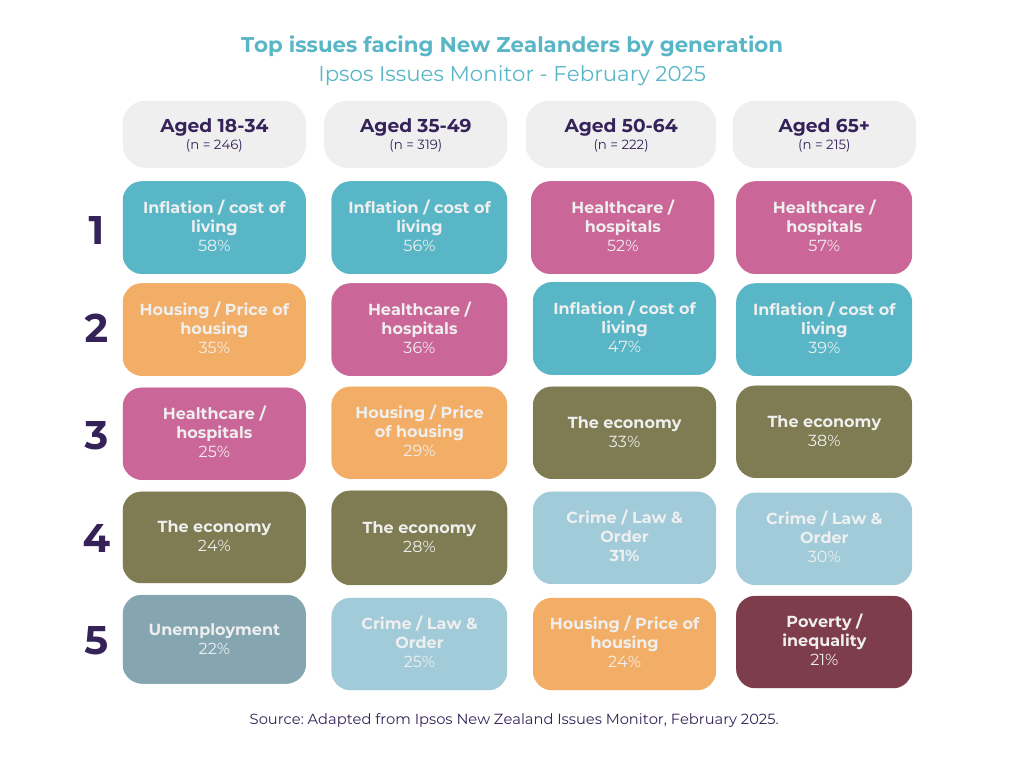 Top issues facing New Zealanders by generation
Ipsos Issues Monitor - February 2025
Aged 18-34
(n = 246)
Aged 35-49
(n = 319)
Aged 50-64
(n = 222)
Aged 65+
(n = 215)
1
Inflation / cost of
living
58%
Inflation / cost of
living
56%
Healthcare /
hospitals
52%
Healthcare /
hospitals
57%
2
Housing / Price of
housing
35%
Healthcare /
hospitals
36%
Inflation / cost of
living
47%
Inflation / cost of
living
39%
3
Healthcare /
hospitals
25%
Housing / Price
of housing
29%
The economy
33%
The economy
38%
4
The economy
24%
The economy
28%
Crime / Law &
Order
31%
Crime / Law &
Order
30%
5
Unemployment
22%
Crime / Law &
Order
25%
Housing / Price of
housing
24%
Poverty /
inequality
21%
Source: Adapted from Ipsos New Zealand Issues Monitor, February 2025.